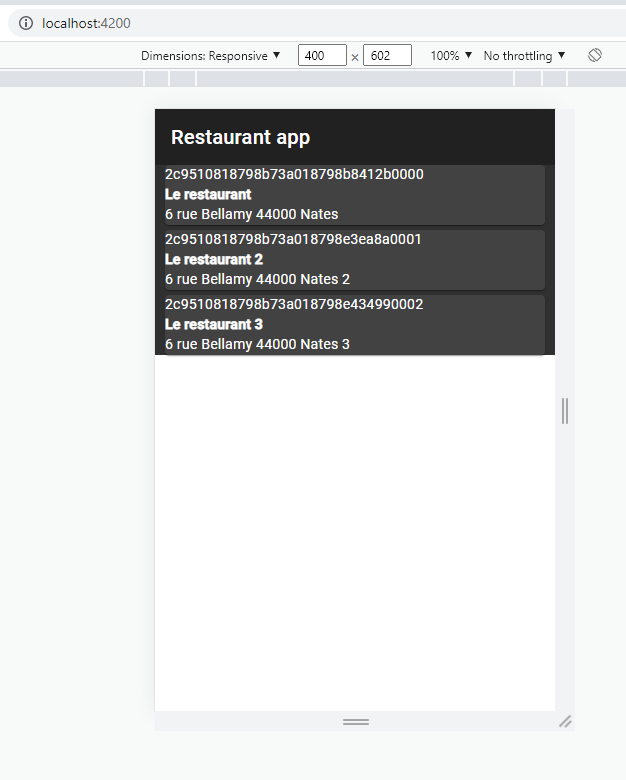 localhost:4200
Dimensions: Responsive ▼ 400 × 602 100% ▼ No throttling ▼
Restaurant app
2c9510818798b73a018798b8412b0000
Le restaurant
6 rue Bellamy 44000 Nates
2c9510818798b73a018798e3ea8a0001
Le restaurant 2
6 rue Bellamy 44000 Nates 2
2c9510818798b73a018798e434990002
Le restaurant 3
6 rue Bellamy 44000 Nates 3